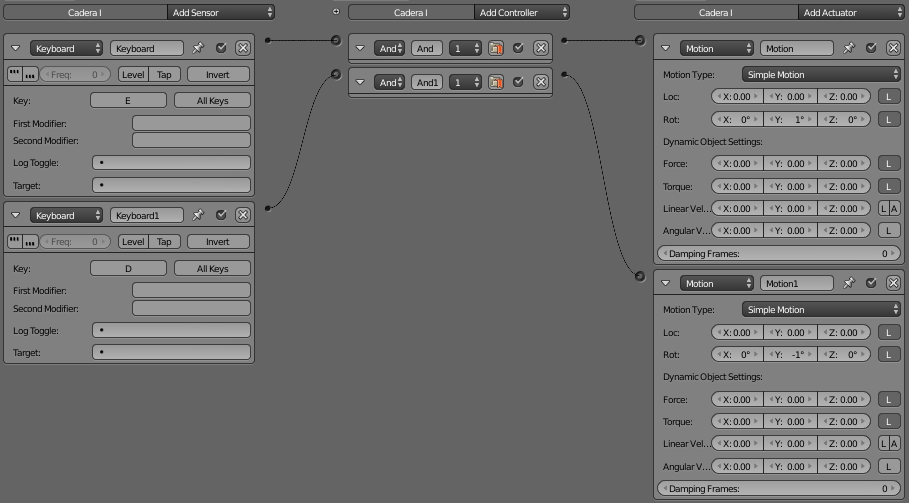 Cadera I Add Sensor
Keyboard Keyboard
Freq: 0 Level Tap Invert
Key: E All Keys
First Modifier:
Second Modifier:
Log Toggle:
Target:
Keyboard Keyboard1
Freq: 0 Level Tap Invert
Key: D All Keys
First Modifier:
Second Modifier:
Log Toggle:
Target:
Cadera I Add Controller
And And 1
And And1 1
Cadera I Add Actuator
Motion Motion
Motion Type: Simple Motion
Loc: X: 0.00 Y: 0.00 Z: 0.00 L
Rot: X: 0° Y: 1° Z: 0° L
Dynamic Object Settings:
Force: X: 0.00 Y: 0.00 Z: 0.00 L
Torque: X: 0.00 Y: 0.00 Z: 0.00 L
Linear Vel... X: 0.00 Y: 0.00 Z: 0.00 L A
Angular V... X: 0.00 Y: 0.00 Z: 0.00 L
Damping Frames: 0
Motion Motion1
Motion Type: Simple Motion
Loc: X: 0.00 Y: 0.00 Z: 0.00 L
Rot: X: 0° Y: -1° Z: 0° L
Dynamic Object Settings:
Force: X: 0.00 Y: 0.00 Z: 0.00 L
Torque: X: 0.00 Y: 0.00 Z: 0.00 L
Linear Vel... X: 0.00 Y: 0.00 Z: 0.00 L A
Angular V... X: 0.00 Y: 0.00 Z: 0.00 L
Damping Frames: 0